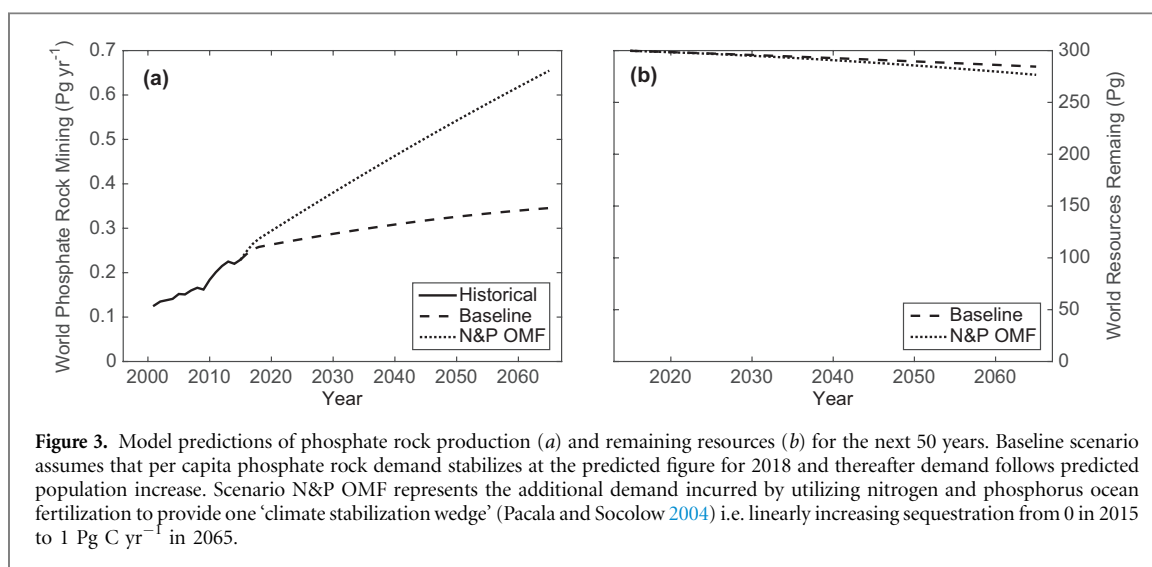 World Phosphate Rock Mining (Pg yr⁻¹)
0.7
0.6
0.5
0.4
0.3
0.2
0.1
0
(a)
Historical
Baseline
N&P OMF
2000 2010 2020 2030 2040 2050 2060
Year
(b)
Baseline
N&P OMF
2020 2030 2040 2050 2060
Year
300
250
200
150
100
50
0
World Resources Remaing (Pg)
Figure 3. Model predictions of phosphate rock production (a) and remaining resources (b) for the next 50 years. Baseline scenario
assumes that per capita phosphate rock demand stabilizes at the predicted figure for 2018 and thereafter demand follows predicted
population increase. Scenario N&P OMF represents the additional demand incurred by utilizing nitrogen and phosphorus ocean
fertilization to provide one ‘climate stabilization wedge’ (Pacala and Socolow 2004) i.e. linearly increasing sequestration from 0 in 2015
to 1 Pg C yr⁻¹ in 2065.